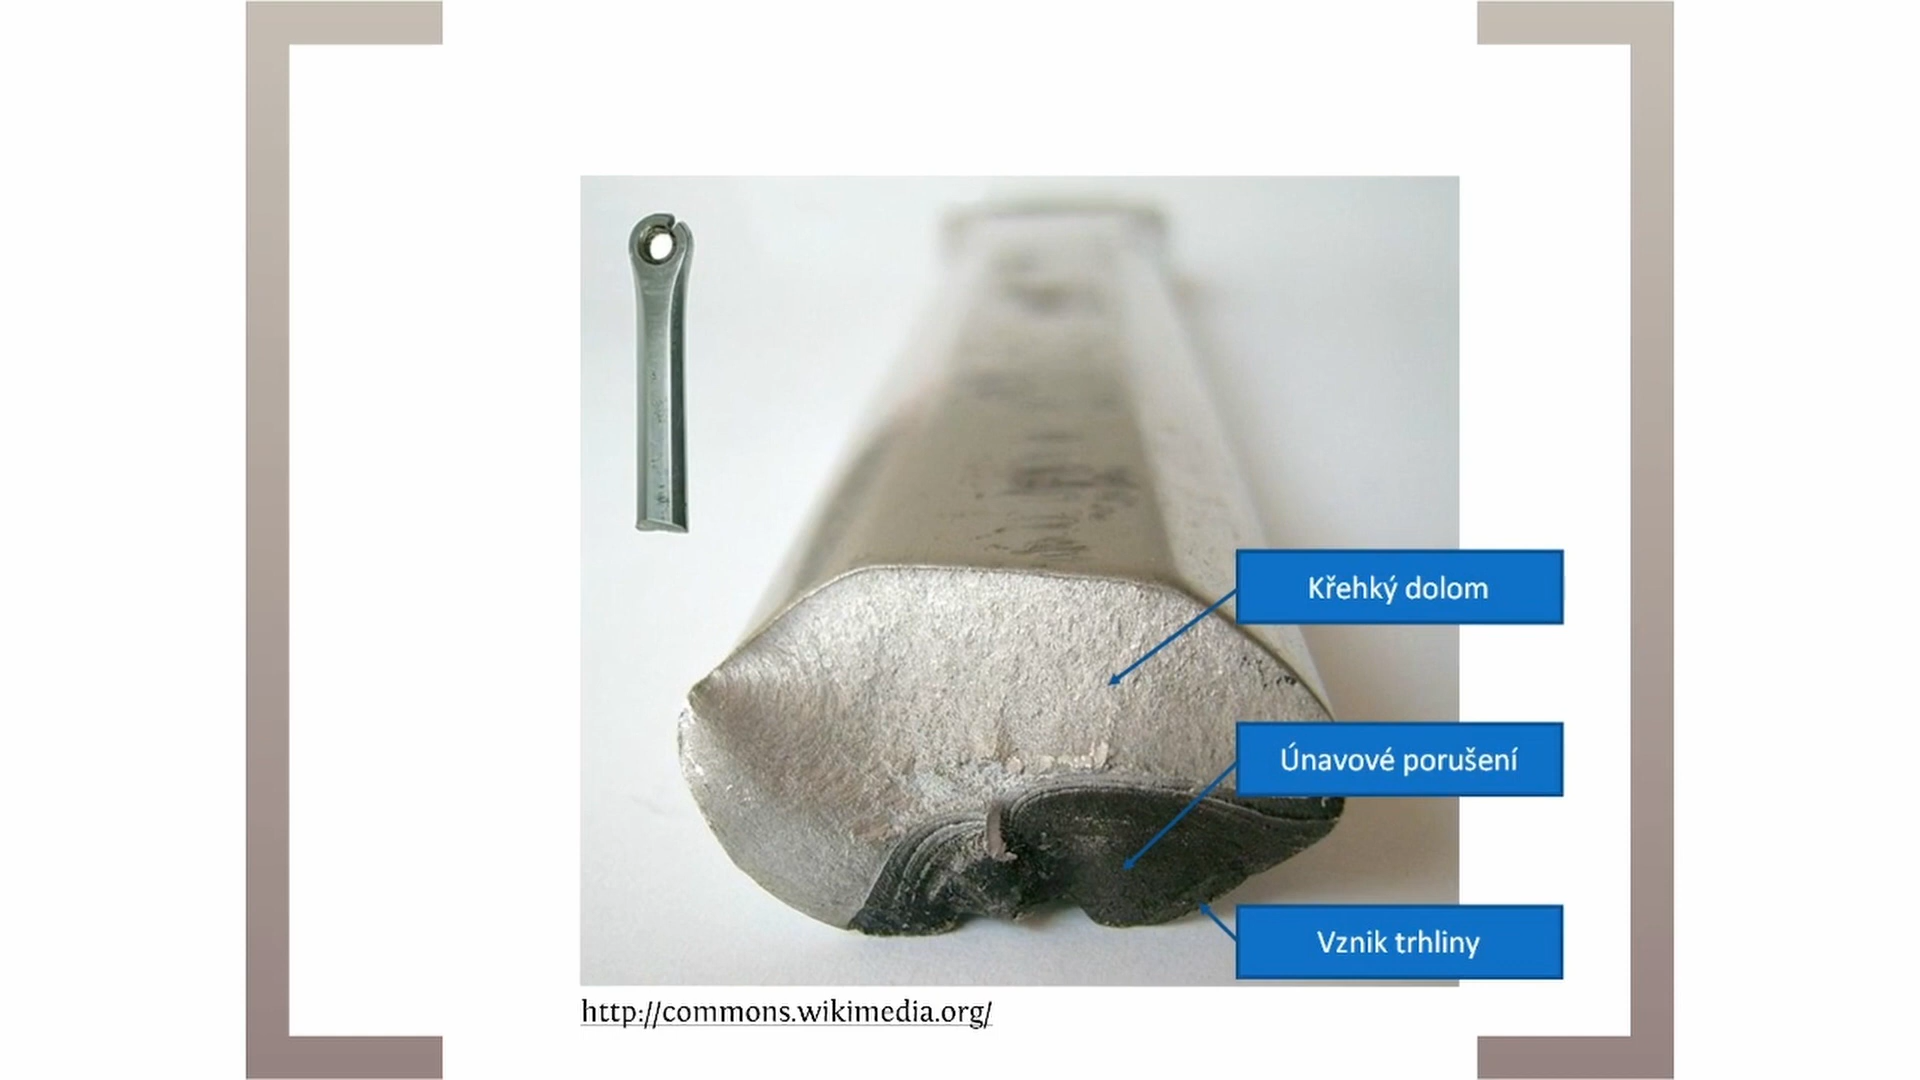 Křehký dolom
Únavové porušení
Vznik trhliny
http://commons.wikimedia.org/